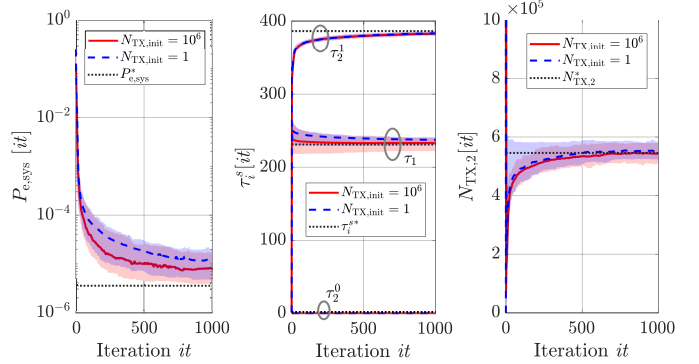 10^0
10^-2
10^-4
10^-6
P_e,sys [it]
N_TX,init = 10^6
N_TX,init = 1
P*_e,sys
0
500
1000
Iteration it
400
300
200
100
0
τ_i^s [it]
τ_2^1
τ_1
N_TX,init = 10^6
N_TX,init = 1
τ_i^s*
τ_2^0
0
500
1000
Iteration it
×10^5
10
8
6
4
2
0
N_TX,2 [it]
N_TX,init = 10^6
N_TX,init = 1
N*_TX,2
0
500
1000
Iteration it